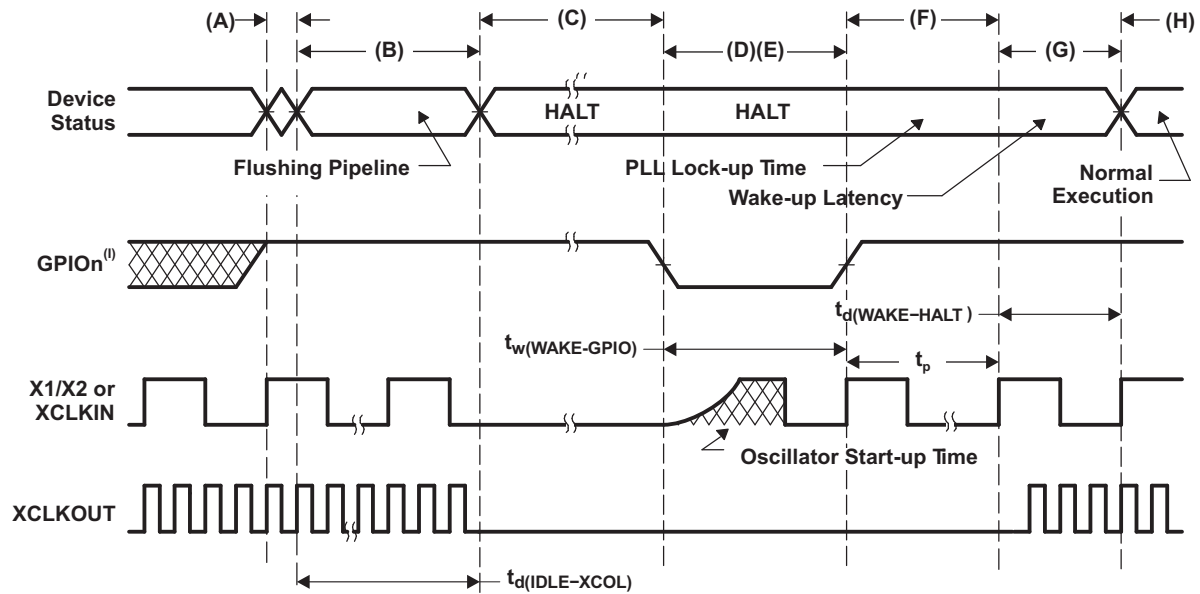 (A)
(B)
(C)
(D)(E)
(F)
(G)
(H)
Device
Status
HALT
HALT
Flushing Pipeline
PLL Lock-up Time
Wake-up Latency
Normal
Execution
GPIOn(I)
td(WAKE−HALT)
tw(WAKE-GPIO)
tp
X1/X2 or
XCLKIN
Oscillator Start-up Time
XCLKOUT
td(IDLE−XCOL)